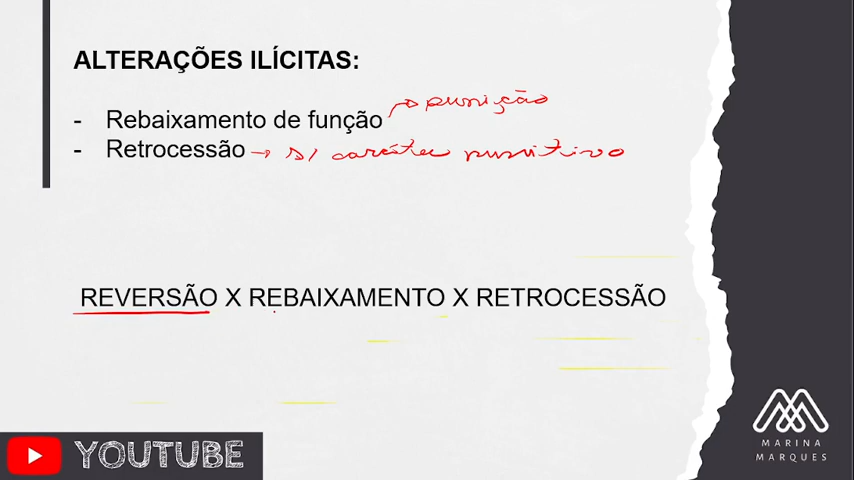 ALTERAÇÕES ILÍCITAS:
- Rebaixamento de função → punição
- Retrocessão → s/ caráter punitivo
REVERSÃO X REBAIXAMENTO X RETROCESSÃO
YOUTUBE
MARINA
MARQUES